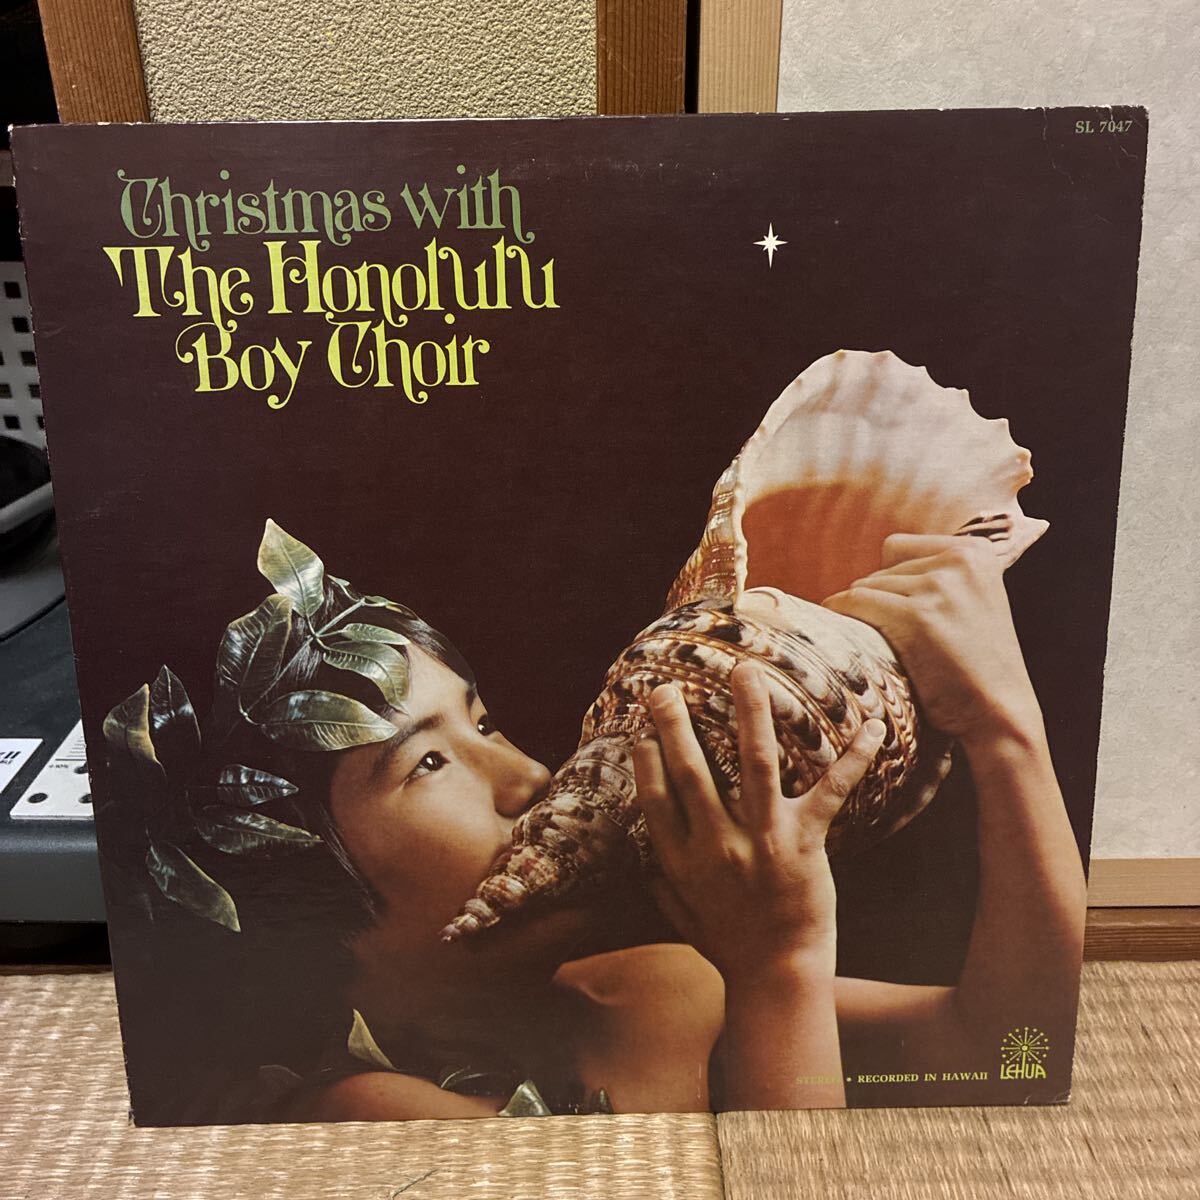 SL 7047
Christmas with
The Honolulu
Boy Choir
STEREO • RECORDED IN HAWAII
LEHUA